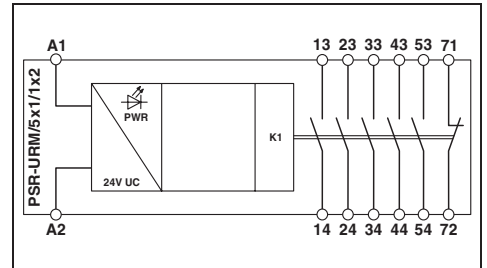 A1 13 23 33 43 53 71
PSR-URM/5x1/1x2
PWR
K1
24V UC
A2 14 24 34 44 54 72